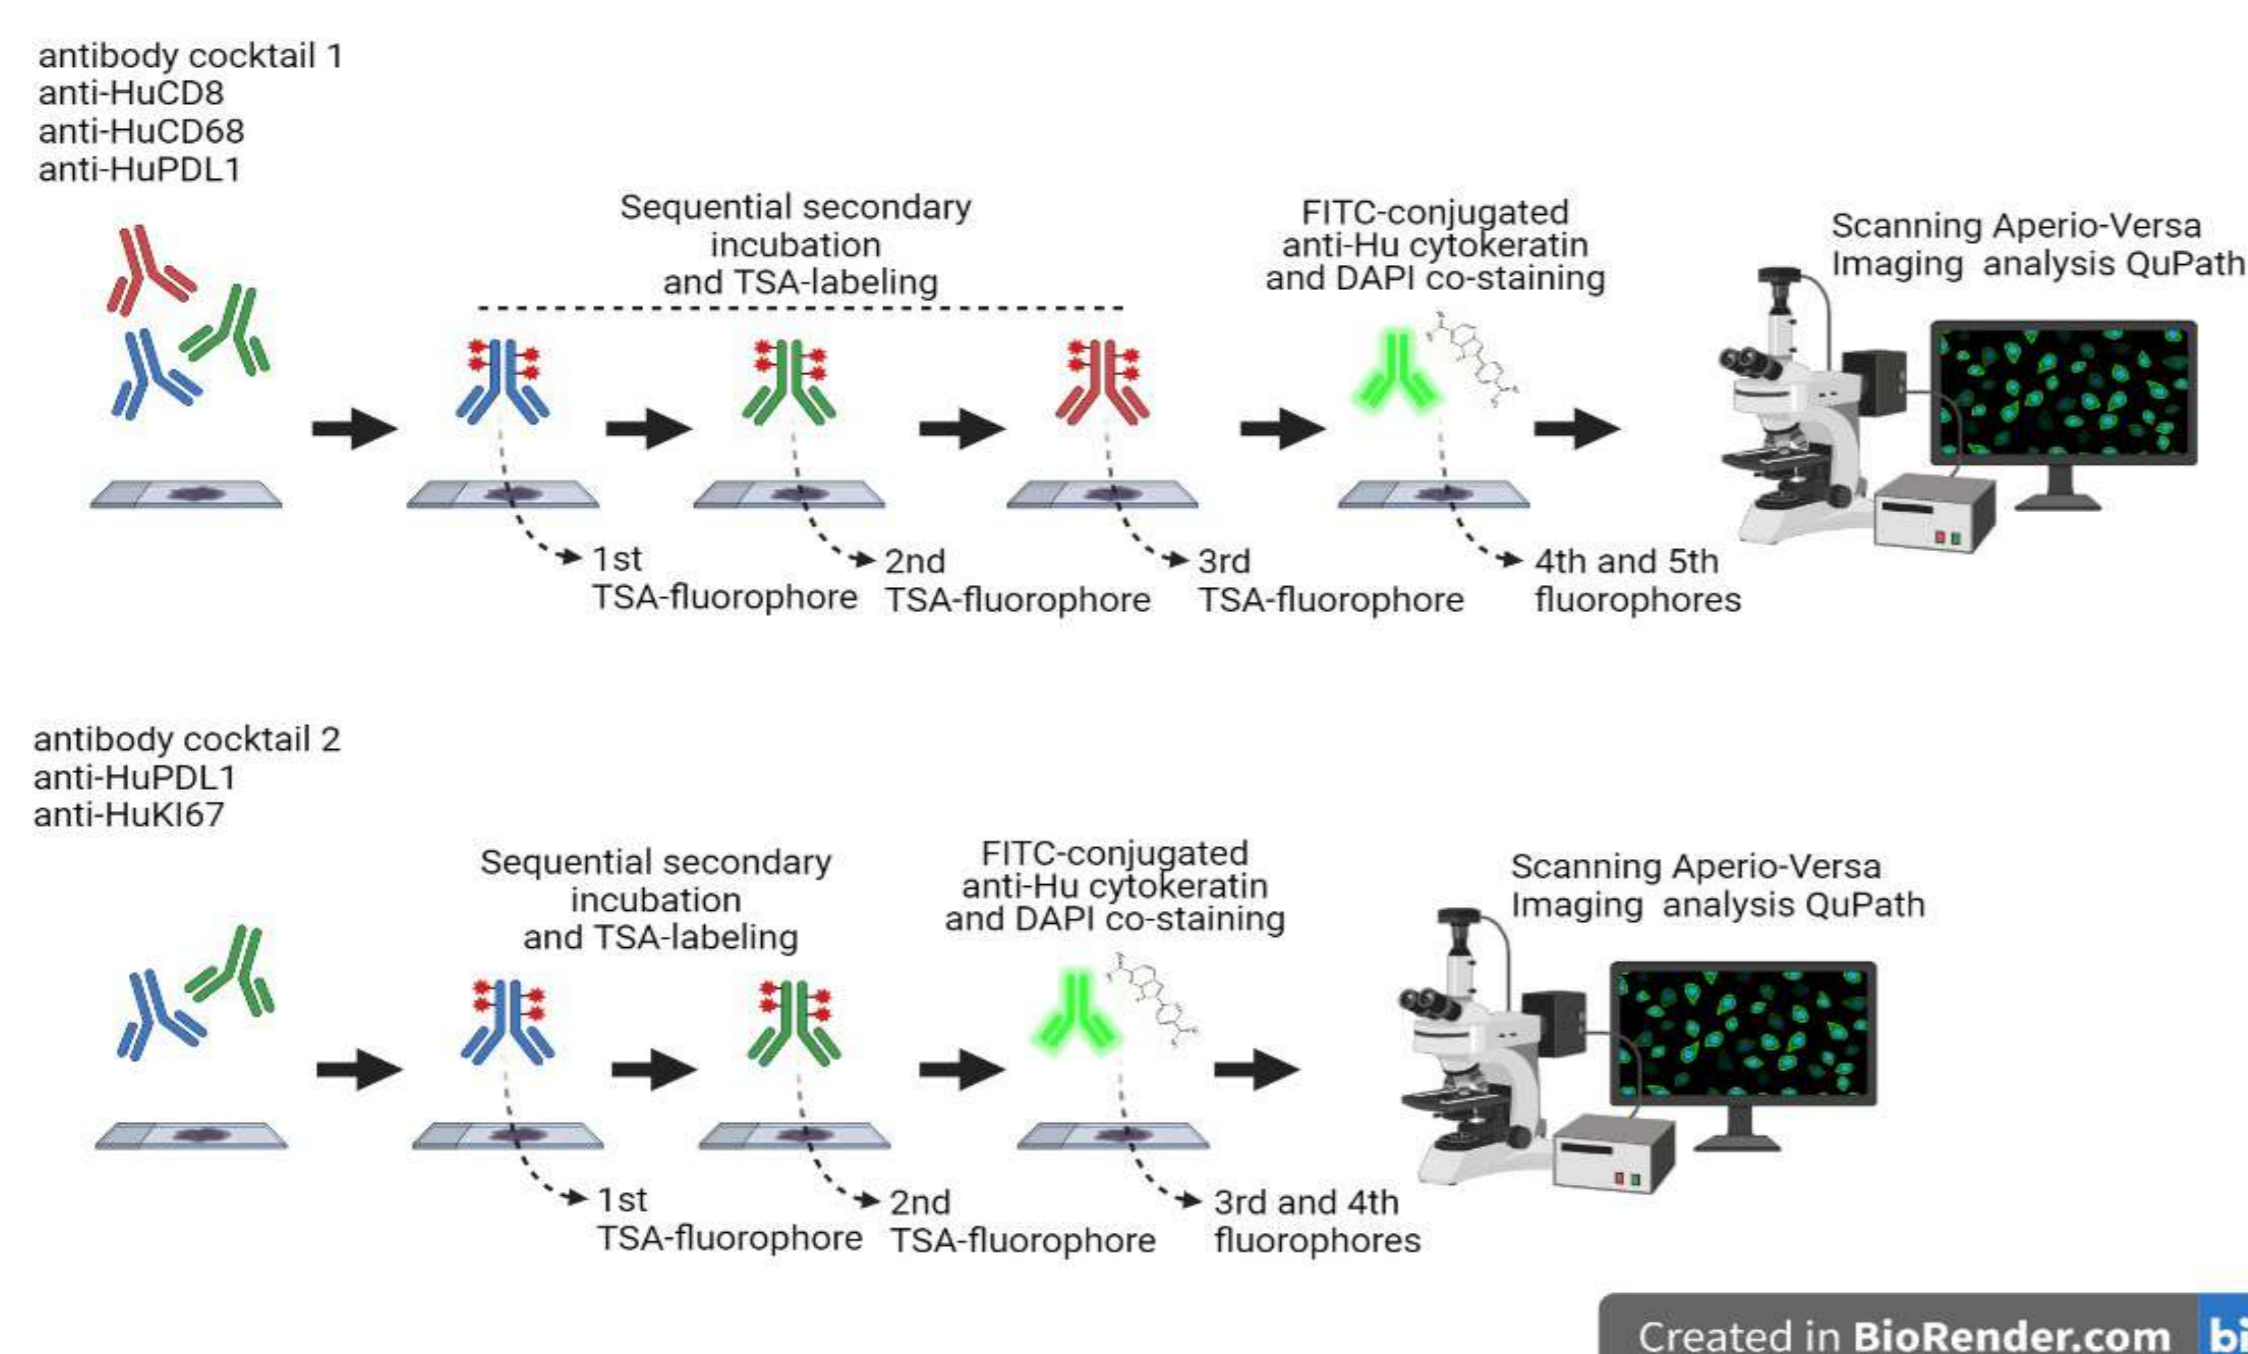 antibody cocktail 1
anti-HuCD8
anti-HuCD68
anti-HuPDL1
Sequential secondary
incubation
and TSA-labeling
FITC-conjugated
anti-Hu cytokeratin
and DAPI co-staining
Scanning Aperio-Versa
Imaging analysis QuPath
1st
TSA-fluorophore
2nd
TSA-fluorophore
3rd
TSA-fluorophore
4th and 5th
fluorophores
antibody cocktail 2
anti-HuPDL1
anti-HuKI67
Sequential secondary
incubation
and TSA-labeling
FITC-conjugated
anti-Hu cytokeratin
and DAPI co-staining
Scanning Aperio-Versa
Imaging analysis QuPath
1st
TSA-fluorophore
2nd
TSA-fluorophore
3rd and 4th
fluorophores
Created in BioRender.com bi